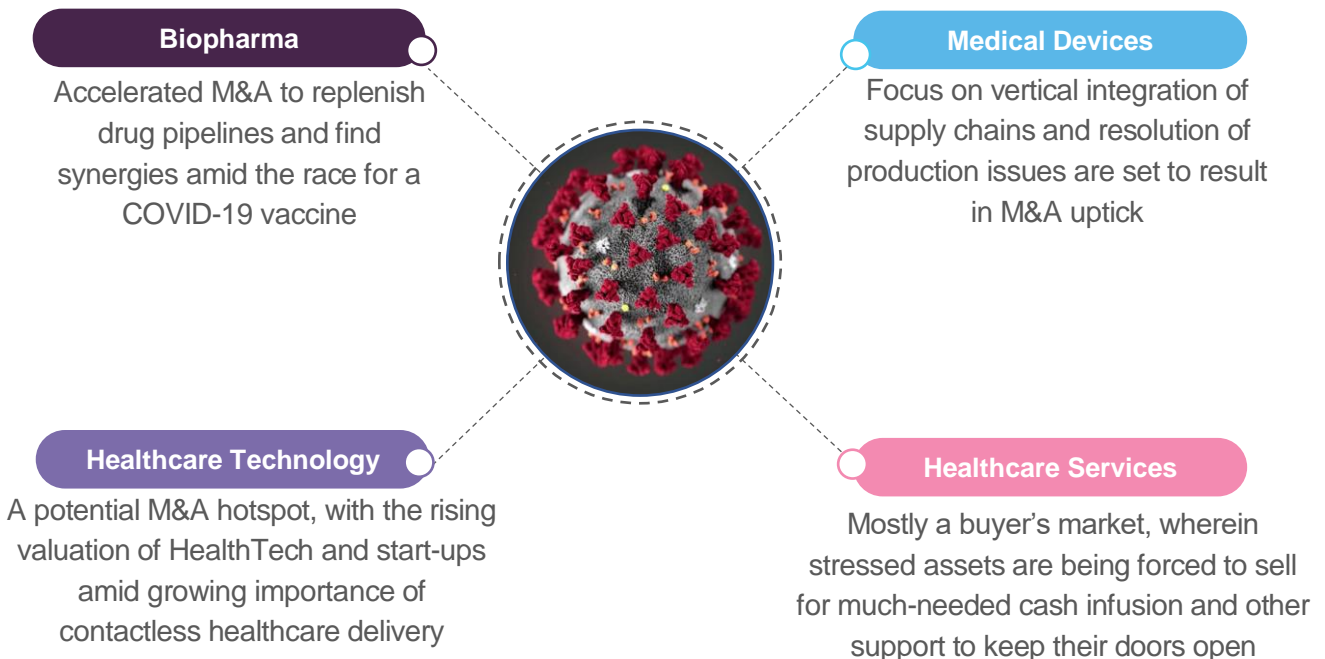 Biopharma
Accelerated M&A to replenish
drug pipelines and find
synergies amid the race for a
COVID-19 vaccine
Medical Devices
Focus on vertical integration of
supply chains and resolution of
production issues are set to result
in M&A uptick
Healthcare Technology
A potential M&A hotspot, with the rising
valuation of HealthTech and start-ups
amid growing importance of
contactless healthcare delivery
Healthcare Services
Mostly a buyer’s market, wherein
stressed assets are being forced to sell
for much-needed cash infusion and other
support to keep their doors open